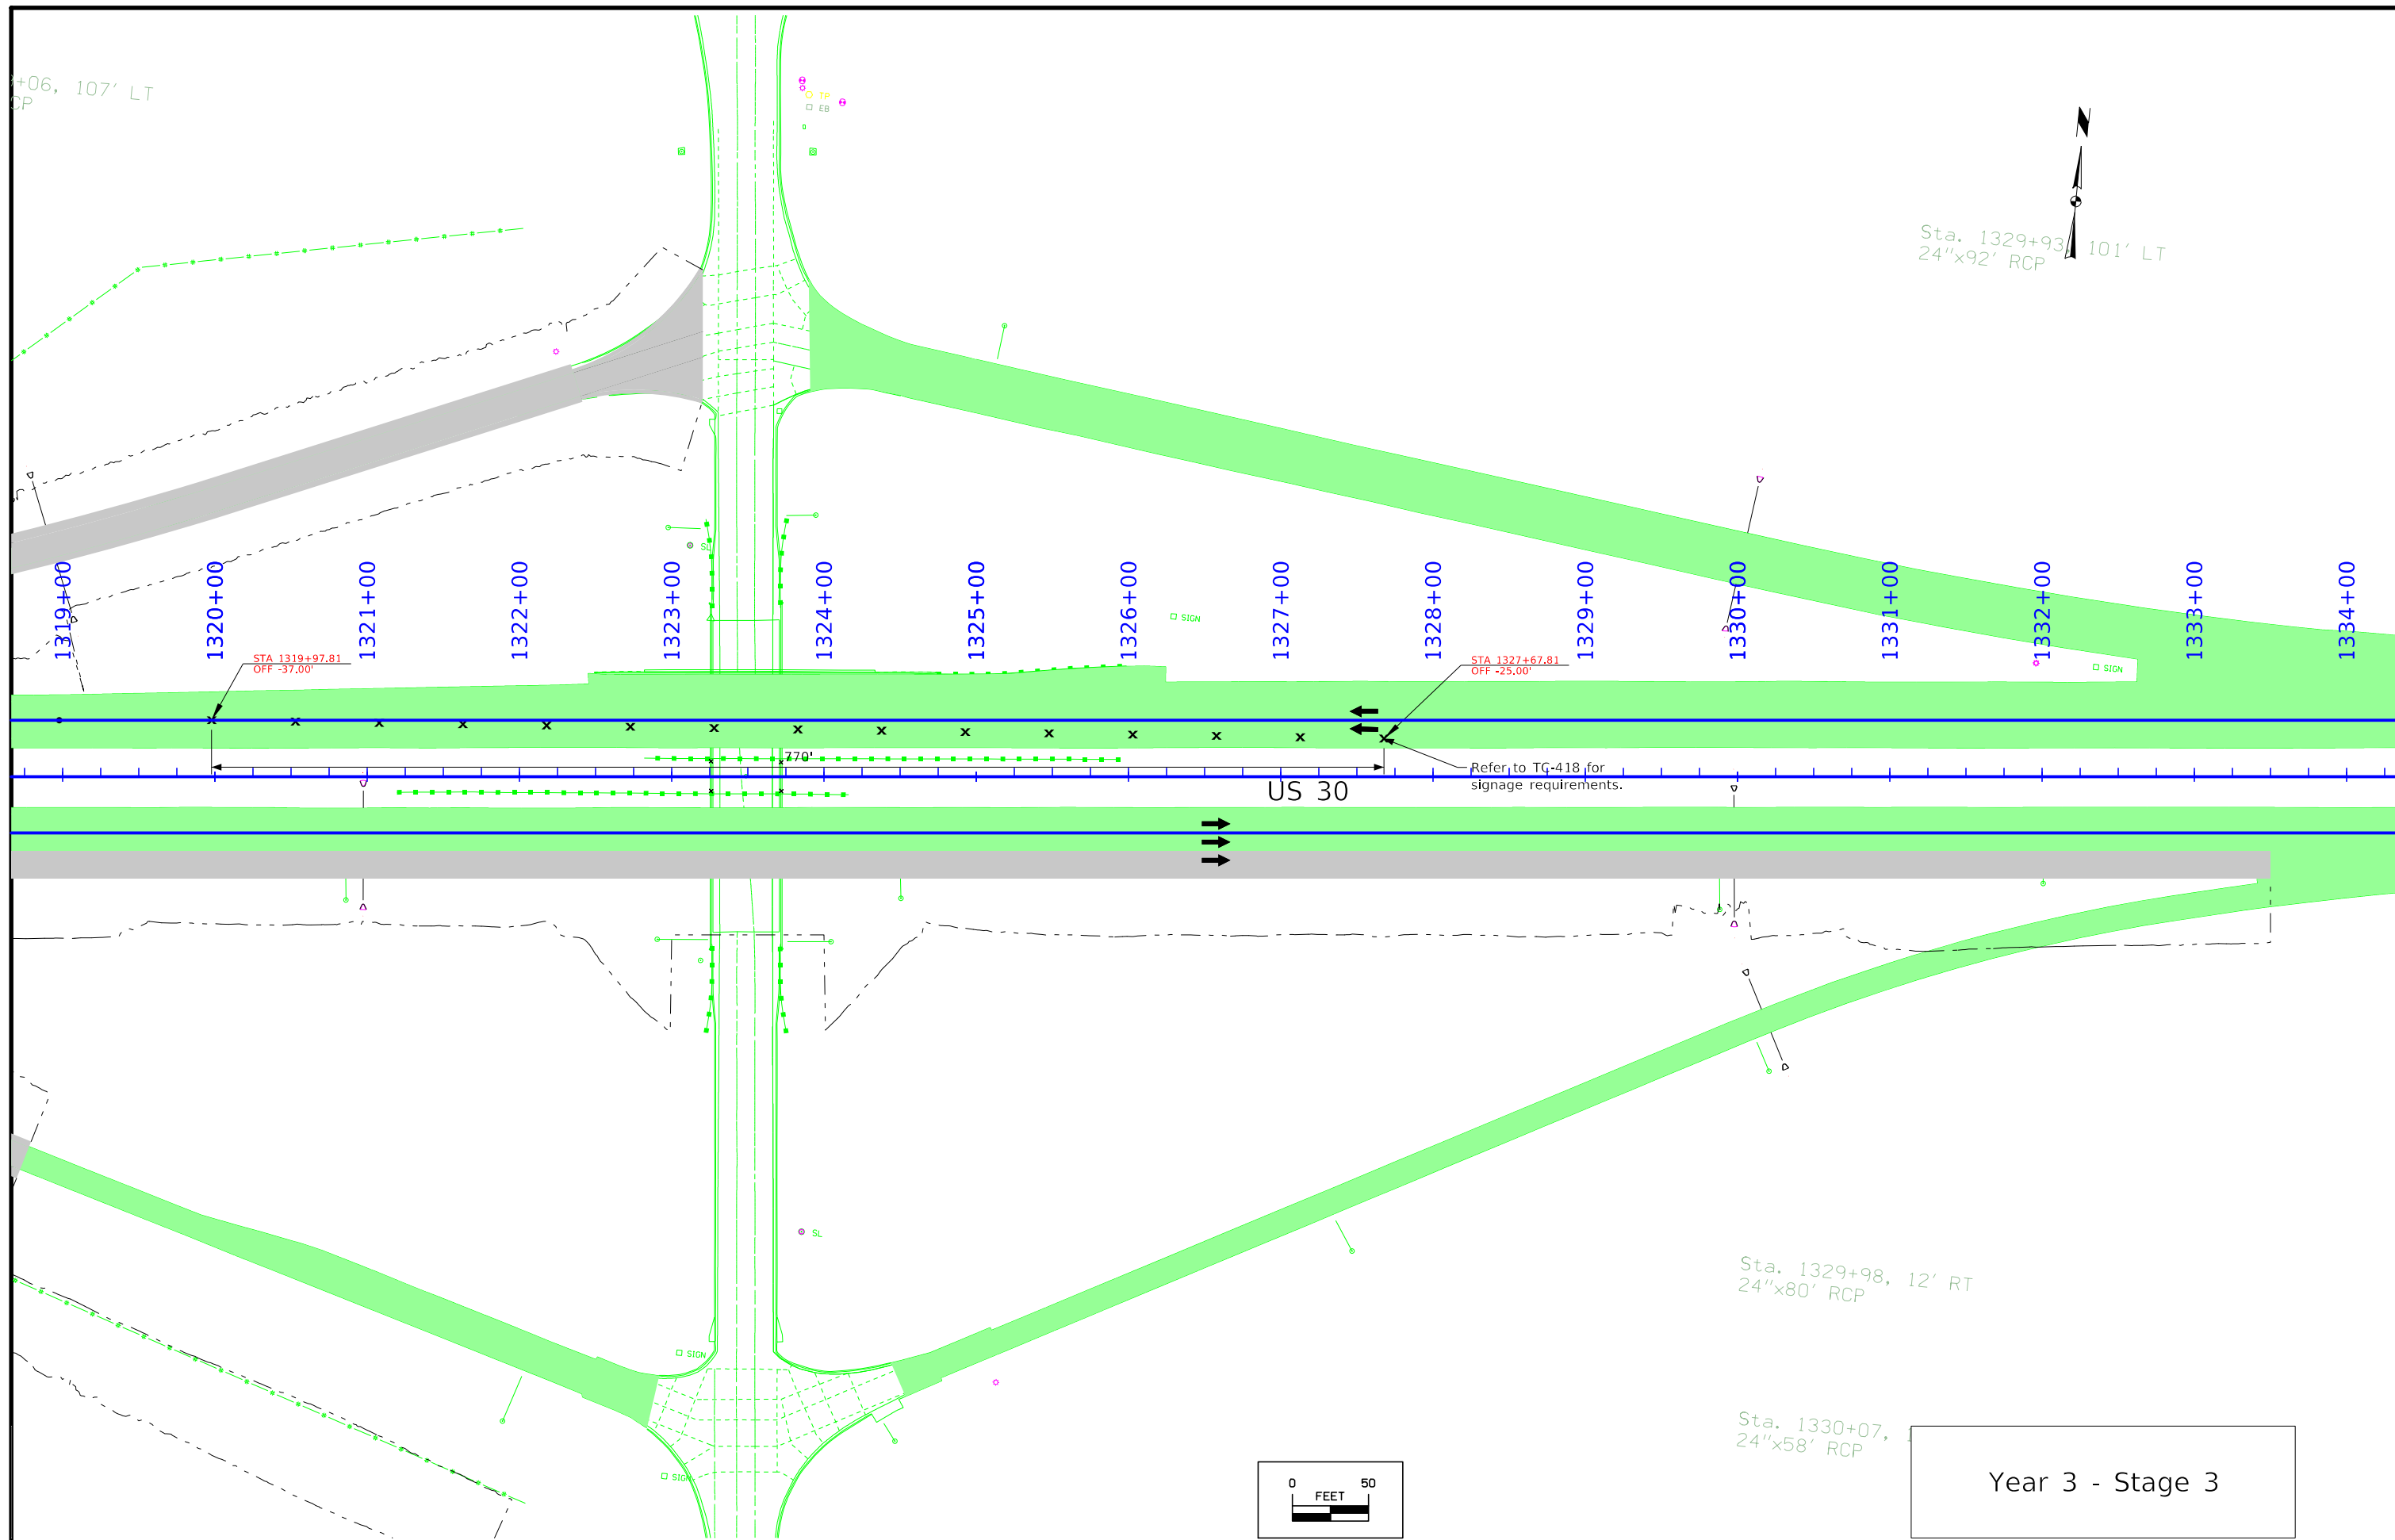 +06, 107' LT
CP
TR
EB
N
Sta. 1329+93, 101' LT
24"x92' RCP
SL
1319+00
1320+00
1321+00
1322+00
1323+00
1324+00
1325+00
1326+00
1327+00
1328+00
1329+00
1330+00
1331+00
1332+00
1333+00
1334+00
SIGN
STA 1319+97.81
OFF -37.00'
STA 1327+67.81
OFF -25.00'
SIGN
770'
Refer to TC-418 for
signage requirements.
US 30
SL
Sta. 1329+98, 12' RT
24"x80' RCP
SIGN
Sta. 1330+07,
24"x58' RCP
SIGN
0 50
FEET
Year 3 - Stage 3